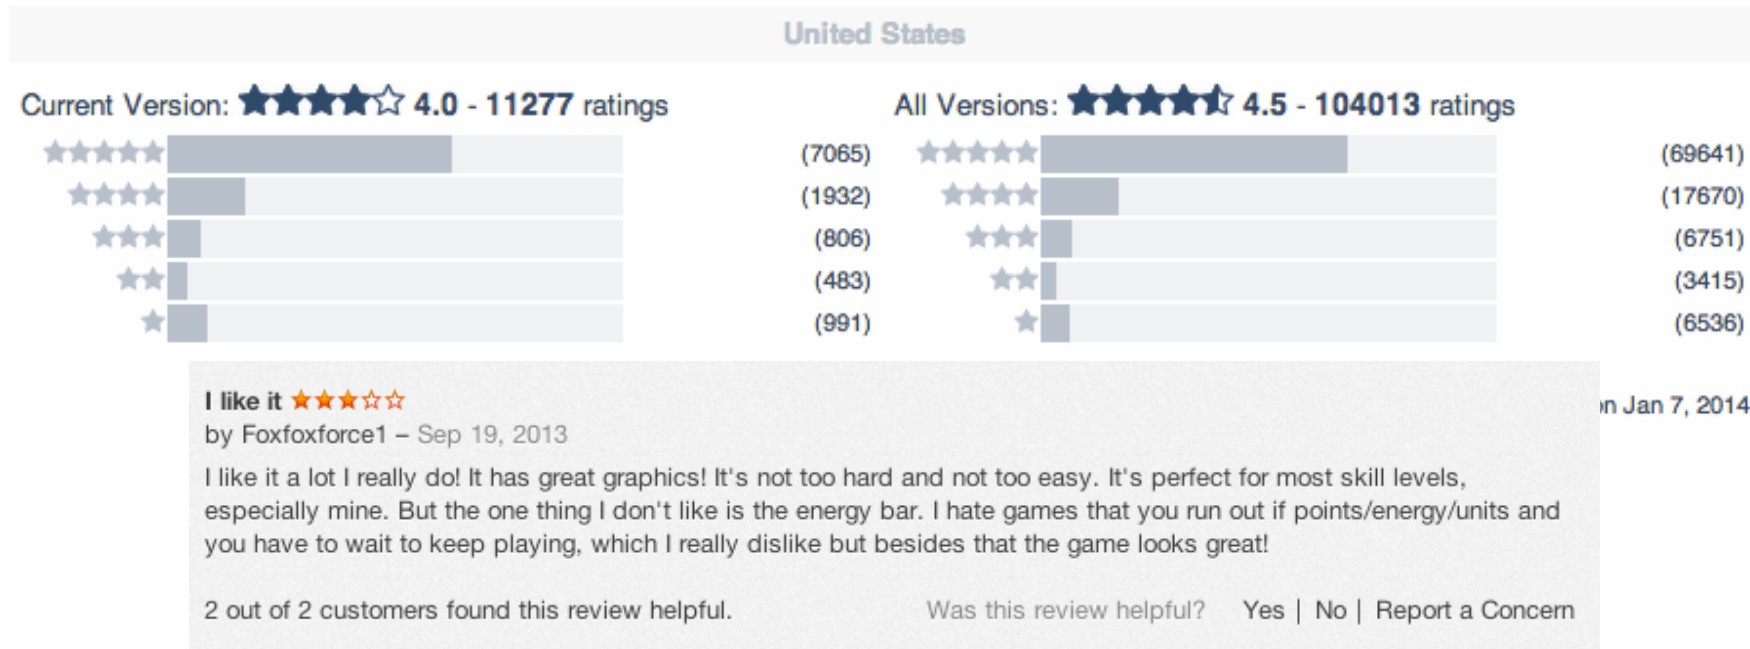 United States
Current Version: 4.0 - 11277 ratings
(7065)
(1932)
(806)
(483)
(991)
All Versions: 4.5 - 104013 ratings
(69641)
(17670)
(6751)
(3415)
(6536)
n Jan 7, 2014
I like it
by Foxfoxforce1 – Sep 19, 2013
I like it a lot I really do! It has great graphics! It's not too hard and not too easy. It's perfect for most skill levels,
especially mine. But the one thing I don't like is the energy bar. I hate games that you run out if points/energy/units and
you have to wait to keep playing, which I really dislike but besides that the game looks great!
2 out of 2 customers found this review helpful.
Was this review helpful? Yes | No | Report a Concern